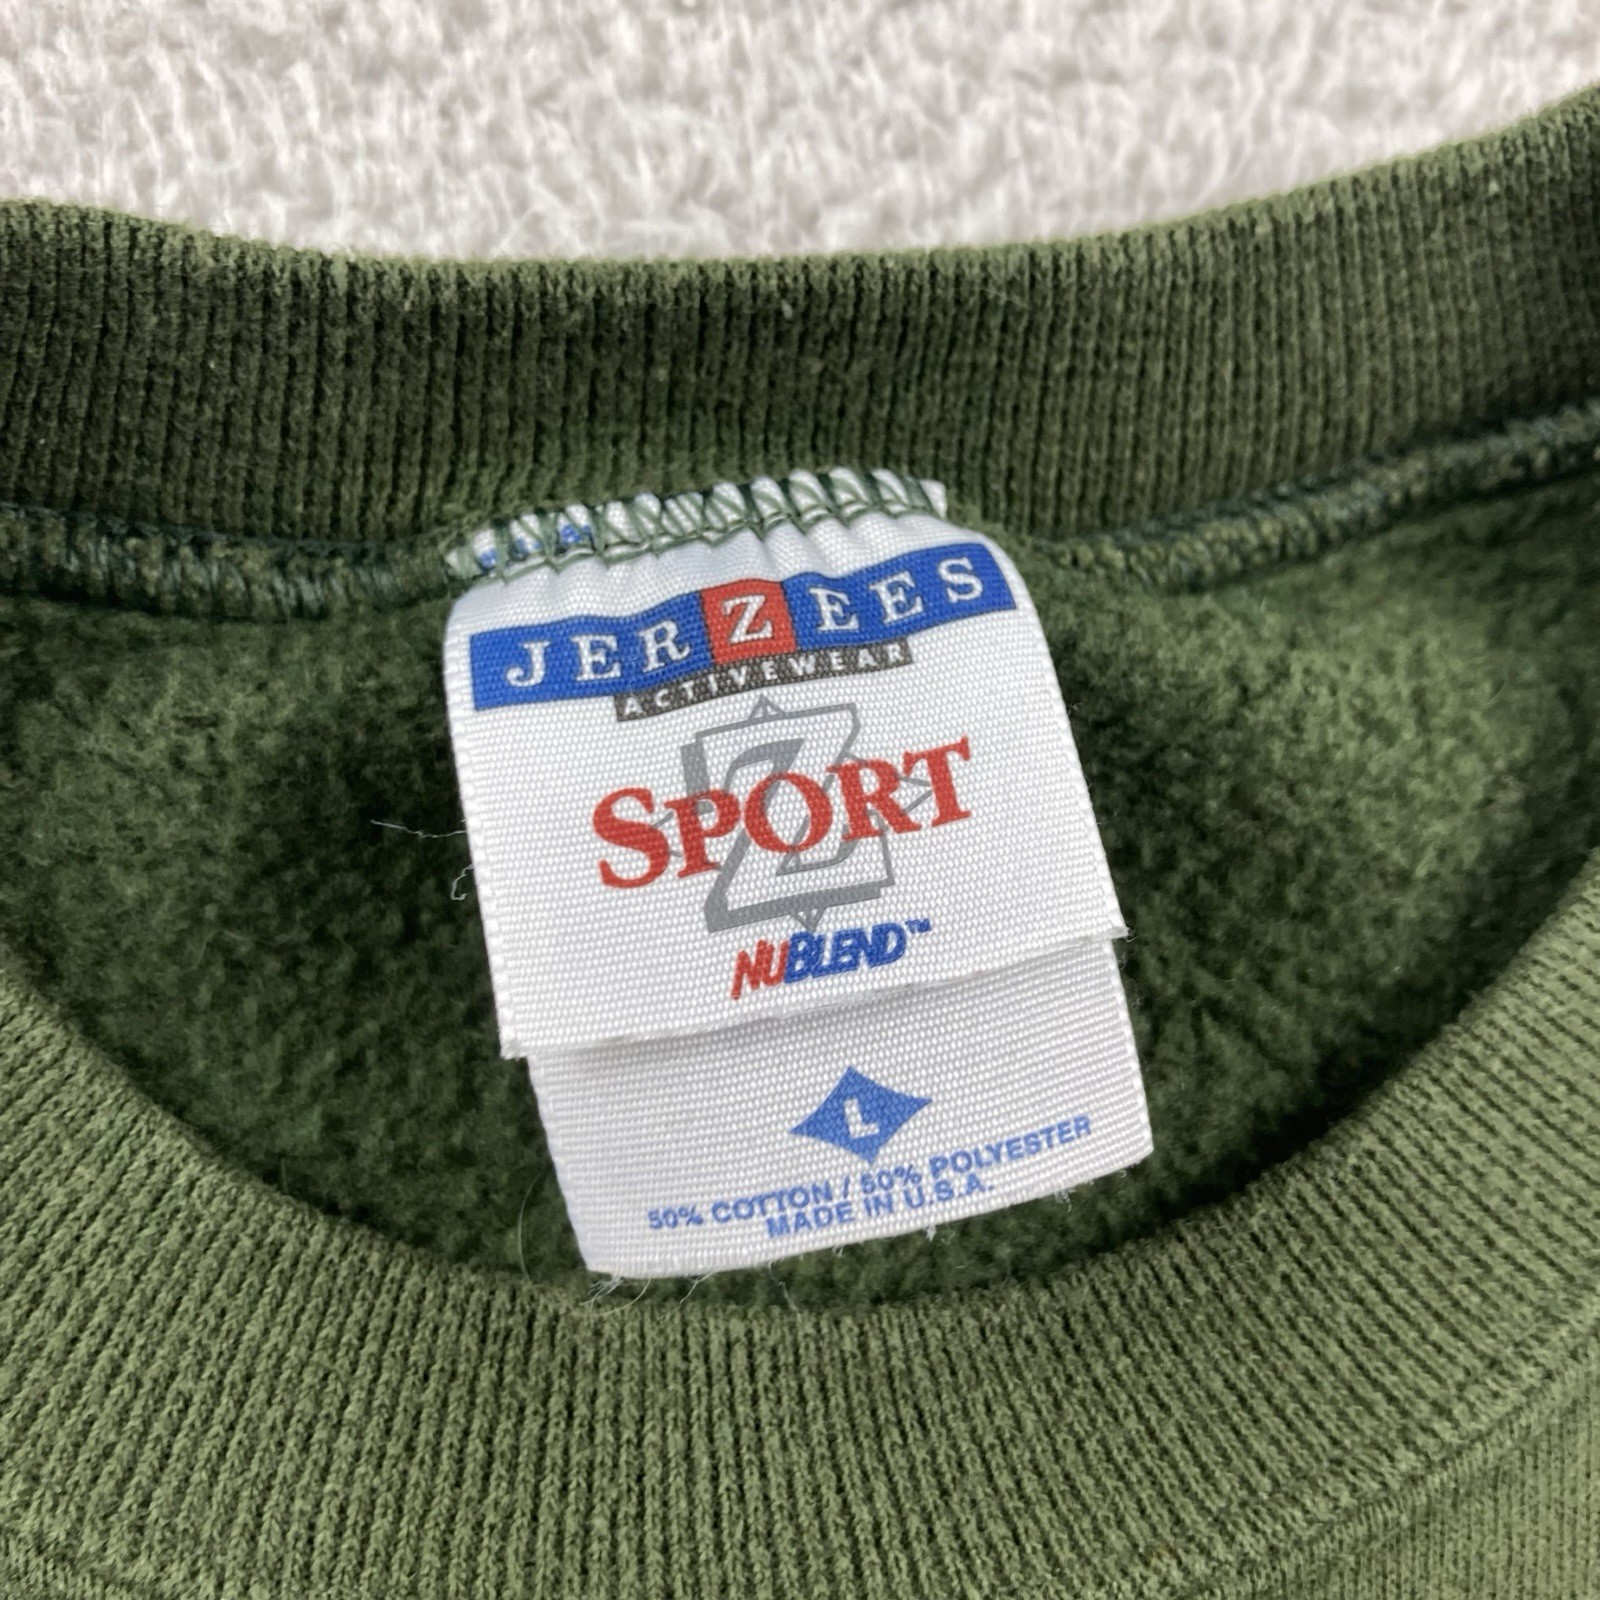 JERZEES
ACTIVEWEAR
Z
SPORT
NUBLEND™
L
50% COTTON / 50% POLYESTER
MADE IN U.S.A.